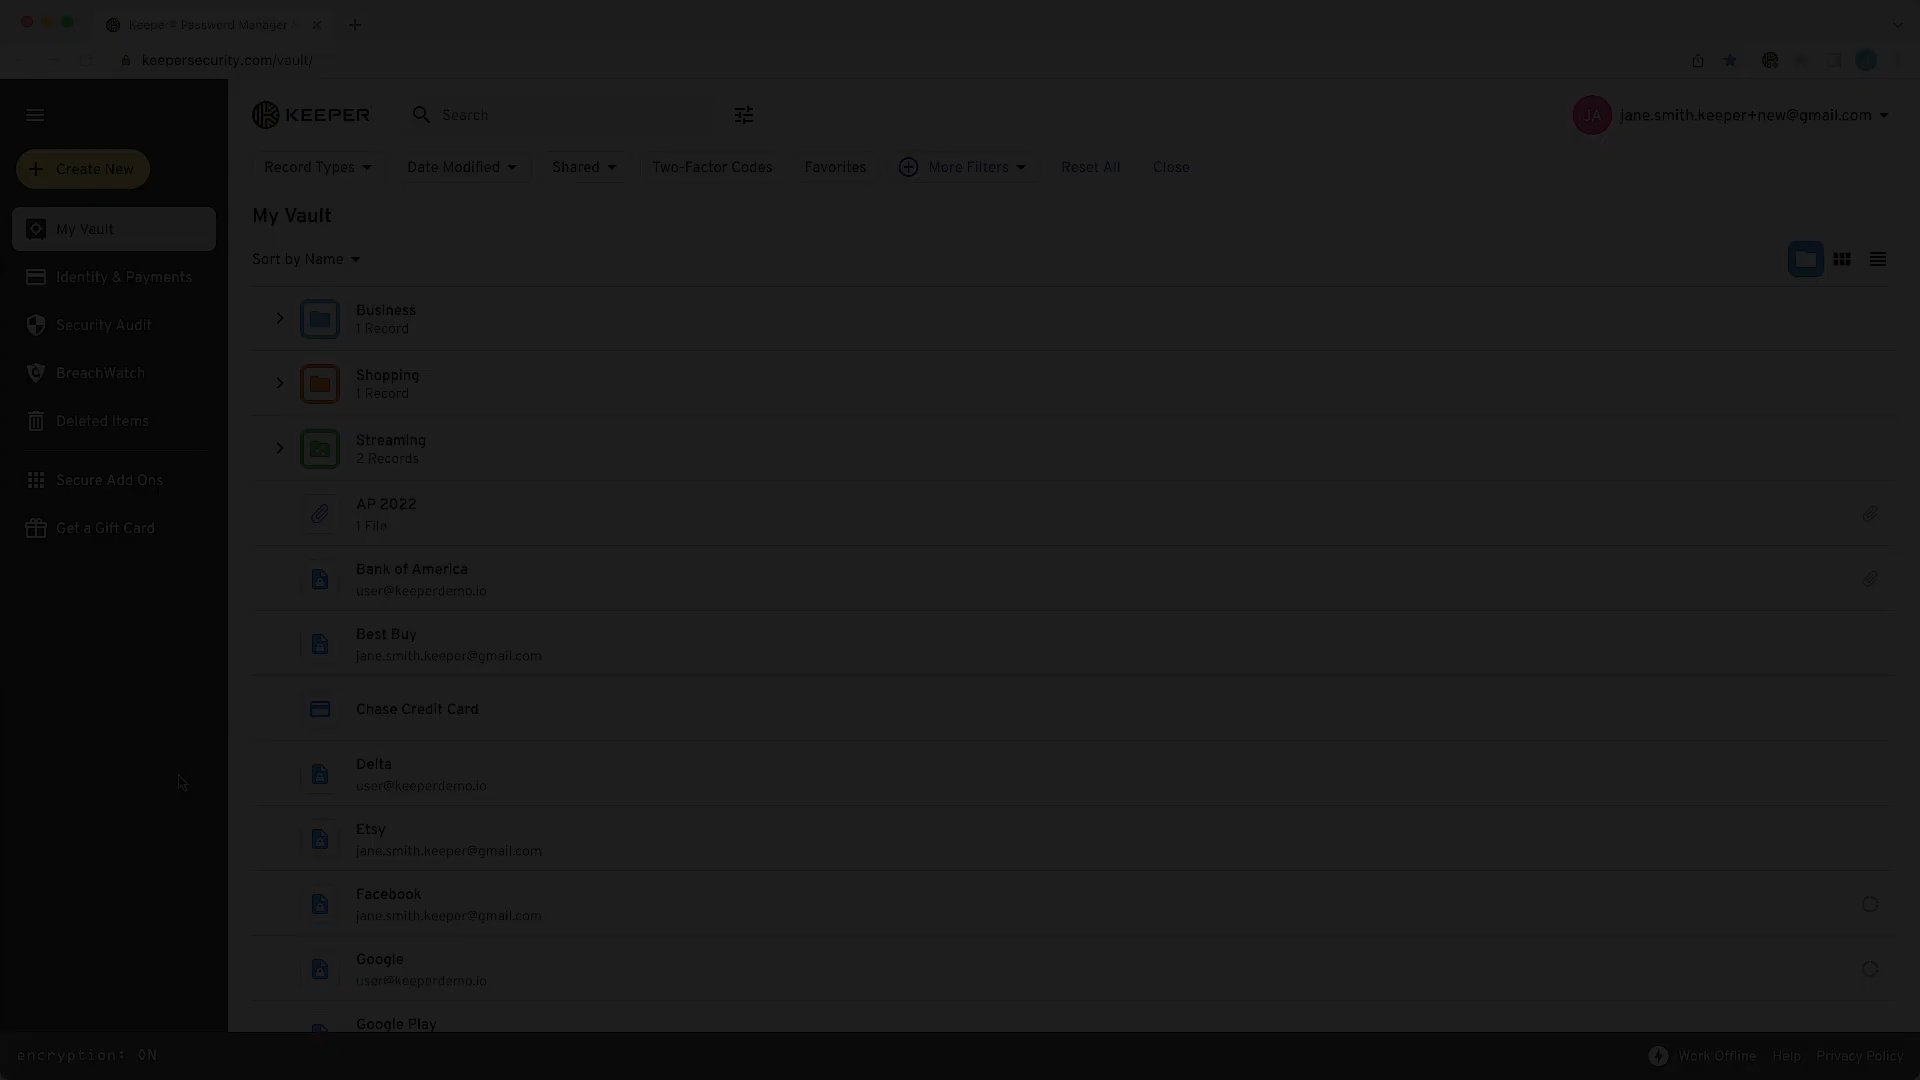 Keeper® Password Manager
keepersecurity.com/vault/
KEEPER
Search
JA
jane.smith.keeper+new@gmail.com
Create New
Record Types
Date Modified
Shared
Two-Factor Codes
Favorites
More Filters
Reset All
Close
My Vault
Identity & Payments
Security Audit
BreachWatch
Deleted Items
Secure Add Ons
Get a Gift Card
My Vault
Sort by Name
Business
1 Record
Shopping
1 Record
Streaming
2 Records
AP 2022
1 File
Bank of America
user@keeperdemo.io
Best Buy
jane.smith.keeper@gmail.com
Chase Credit Card
Delta
user@keeperdemo.io
Etsy
jane.smith.keeper@gmail.com
Facebook
jane.smith.keeper@gmail.com
Google
user@keeperdemo.io
Google Play
encryption: ON
Work Offline
Help
Privacy Policy